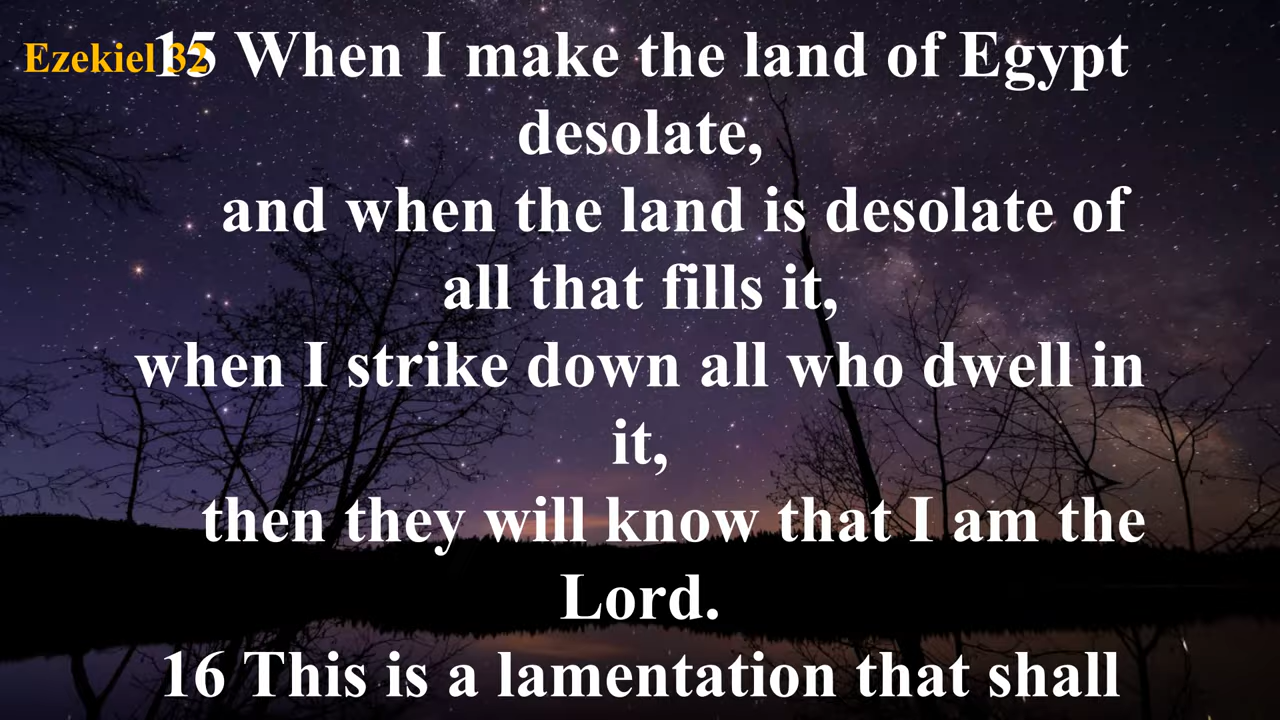 Ezekiel 32
15 When I make the land of Egypt
desolate,
and when the land is desolate of
all that fills it,
when I strike down all who dwell in
it,
then they will know that I am the
Lord.
16 This is a lamentation that shall